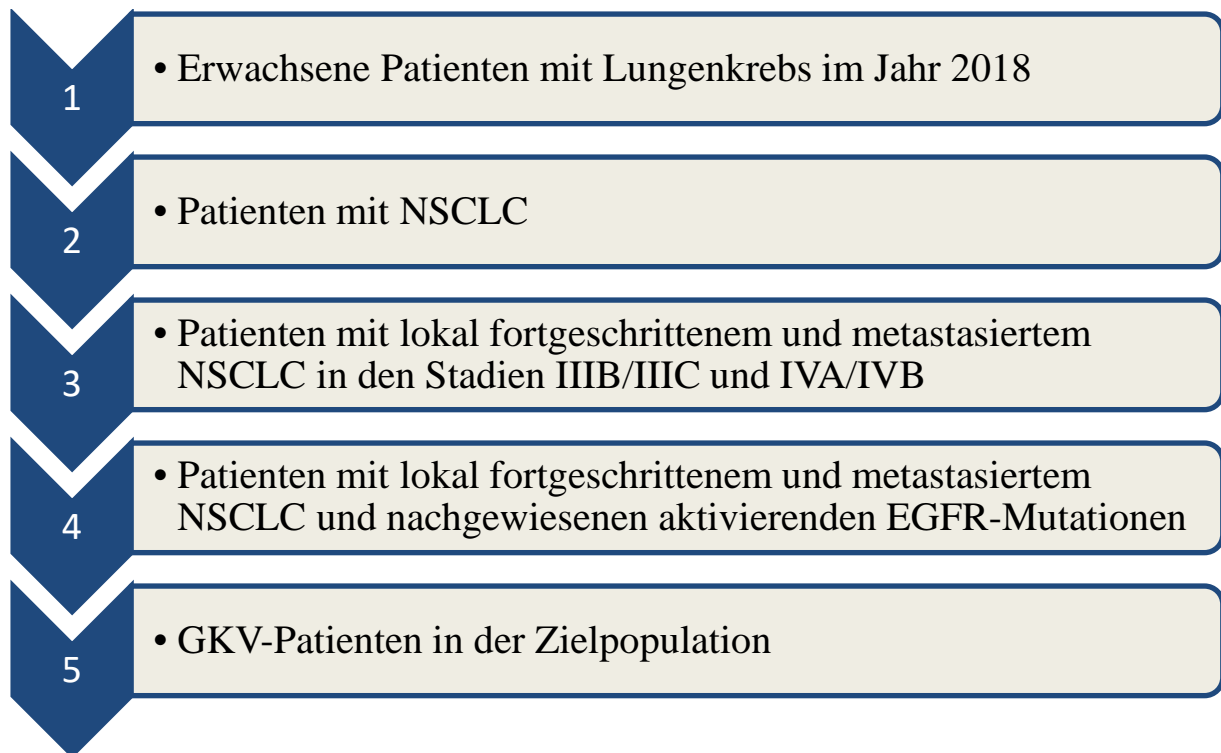 1
• Erwachsene Patienten mit Lungenkrebs im Jahr 2018
2
• Patienten mit NSCLC
3
• Patienten mit lokal fortgeschrittenem und metastasiertem
NSCLC in den Stadien IIIB/IIIC und IVA/IVB
4
• Patienten mit lokal fortgeschrittenem und metastasiertem
NSCLC und nachgewiesenen aktivierenden EGFR-Mutationen
5
• GKV-Patienten in der Zielpopulation